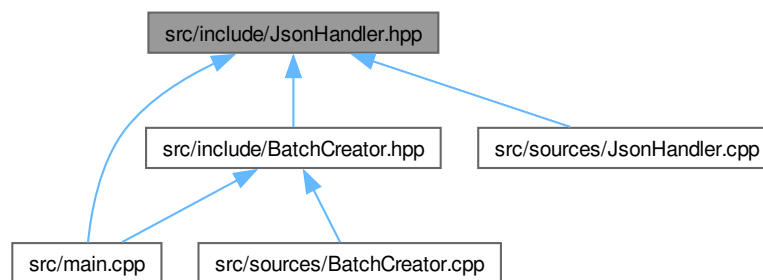 src/include/JsonHandler.hpp
src/include/BatchCreator.hpp
src/sources/JsonHandler.cpp
src/main.cpp
src/sources/BatchCreator.cpp